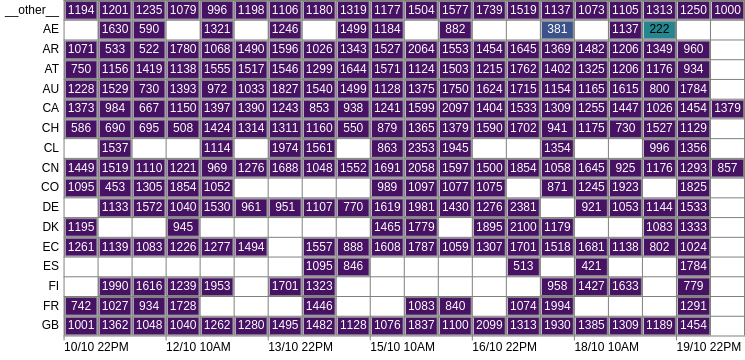 __other__ 1194 1201 1235 1079 996 1198 1106 1180 1319 1177 1504 1577 1739 1519 1137 1073 1105 1313 1250 1000
AE 1630 590 1321 1246 1499 1184 882 381 1137 222
AR 1071 533 522 1780 1068 1490 1596 1026 1343 1527 2064 1553 1454 1645 1369 1482 1206 1349 960
AT 750 1156 1419 1138 1555 1517 1546 1299 1644 1571 1124 1503 1215 1762 1402 1325 1206 1176 934
AU 1228 1529 730 1393 972 1033 1827 1540 1499 1128 1375 1750 1624 1715 1154 1165 1615 800 1784
CA 1373 984 667 1150 1397 1390 1243 853 938 1241 1599 2097 1404 1533 1309 1255 1447 1026 1454 1379
CH 586 690 695 508 1424 1314 1311 1160 550 879 1365 1379 1590 1702 941 1175 730 1527 1129
CL 1537 1114 1974 1561 863 2353 1945 1354 996 1356
CN 1449 1519 1110 1221 969 1276 1688 1048 1552 1691 2058 1597 1500 1854 1058 1645 925 1176 1293 857
CO 1095 453 1305 1854 1052 989 1097 1077 1075 871 1245 1923 1825
DE 1133 1572 1040 1530 961 951 1107 770 1619 1981 1430 1276 2381 921 1053 1144 1533
DK 1195 945 1465 1779 1895 2100 1179 1083 1333
EC 1261 1139 1083 1226 1277 1494 1557 888 1608 1787 1059 1307 1701 1518 1681 1138 802 1024
ES 1095 846 513 421 1784
FI 1990 1616 1239 1953 1701 1323 958 1427 1633 779
FR 742 1027 934 1728 1446 1083 840 1074 1994 1291
GB 1001 1362 1048 1040 1262 1280 1495 1482 1128 1076 1837 1100 2099 1313 1930 1385 1309 1189 1454
10/10 22PM 12/10 10AM 13/10 22PM 15/10 10AM 16/10 22PM 18/10 10AM 19/10 22PM